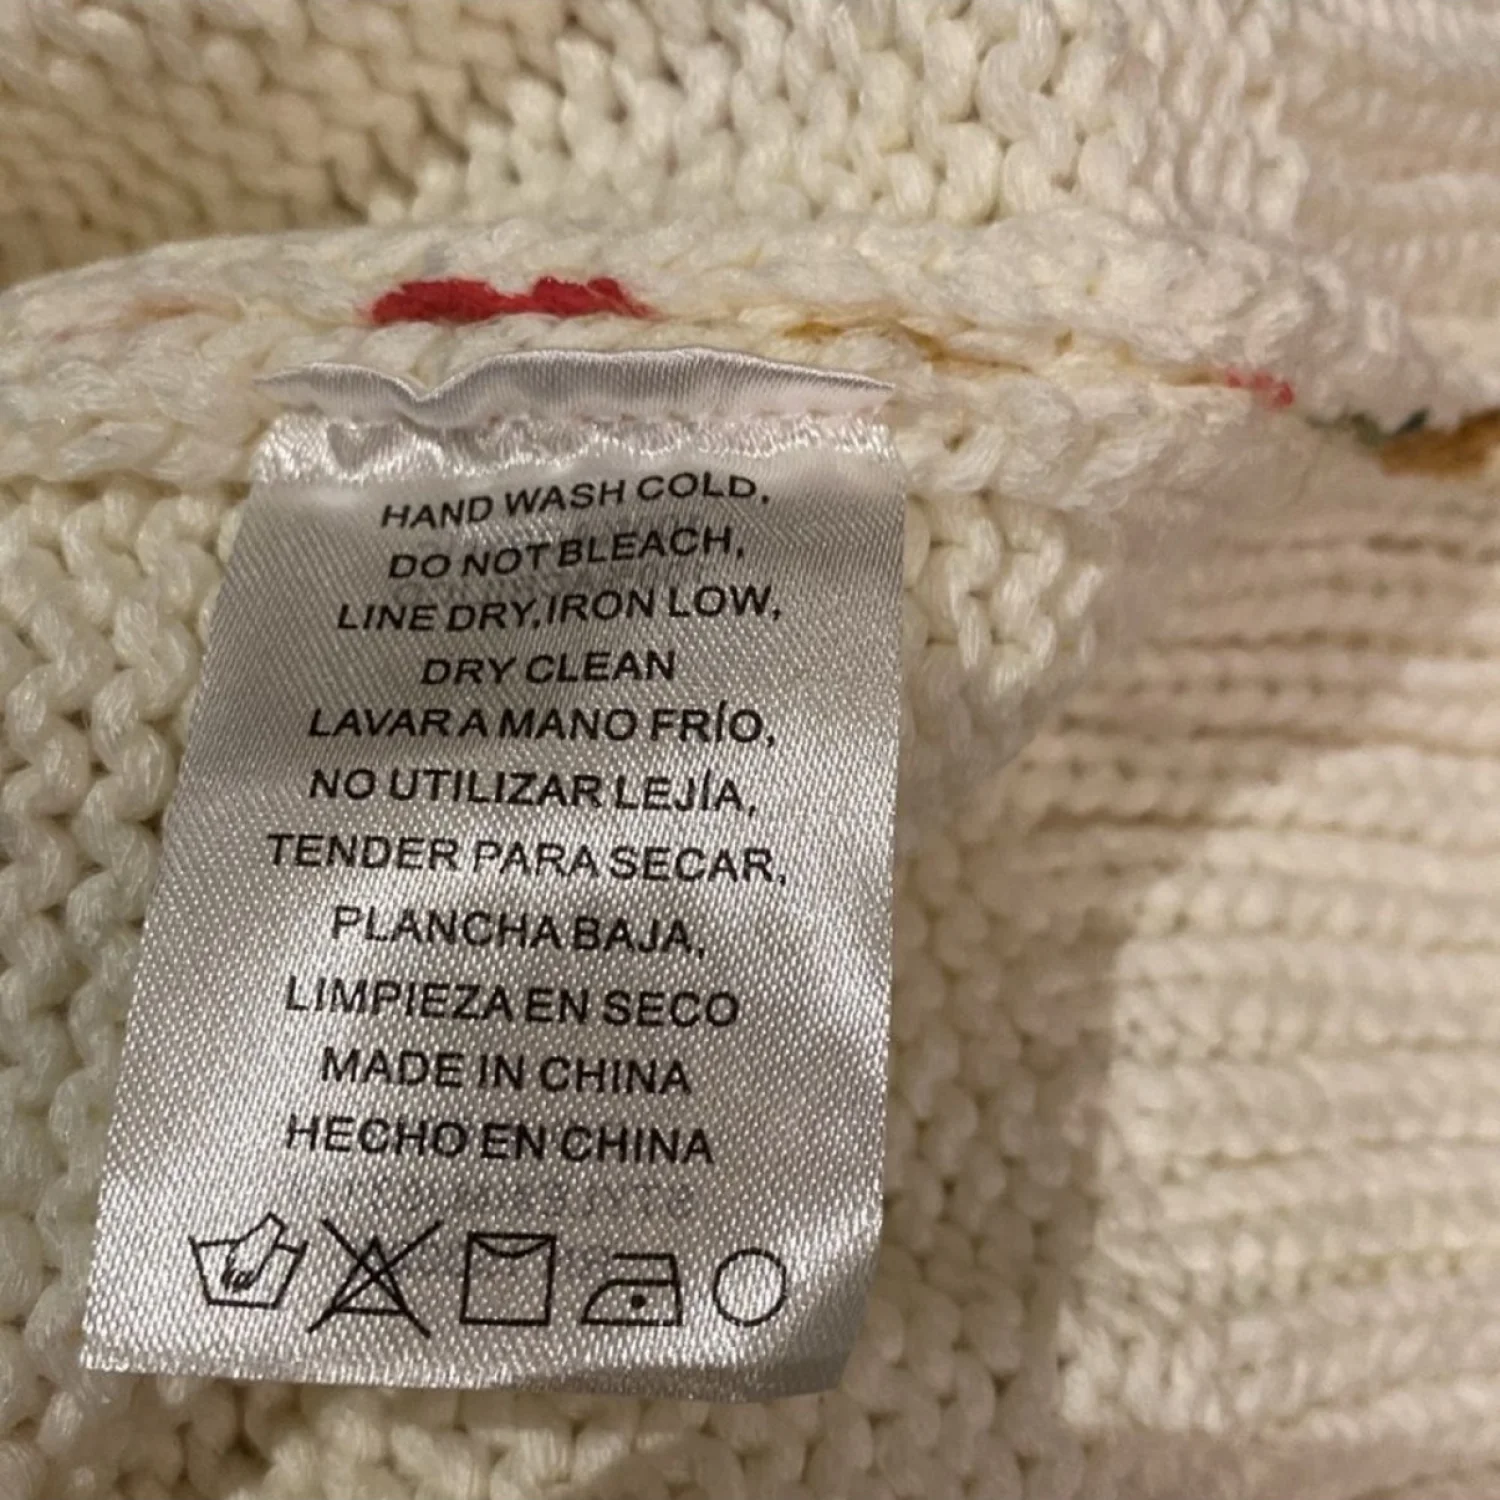 HAND WASH COLD,
DO NOT BLEACH,
LINE DRY,IRON LOW,
DRY CLEAN
LAVAR A MANO FRÍO,
NO UTILIZAR LEJÍA,
TENDER PARA SECAR,
PLANCHA BAJA,
LIMPIEZA EN SECO
MADE IN CHINA
HECHO EN CHINA